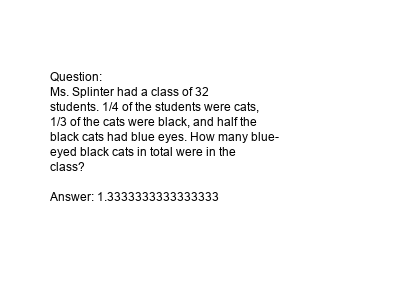 Question:
Ms. Splinter had a class of 32
students. 1/4 of the students were cats,
1/3 of the cats were black, and half the
black cats had blue eyes. How many blue-
eyed black cats in total were in the
class?
Answer: 1.3333333333333333